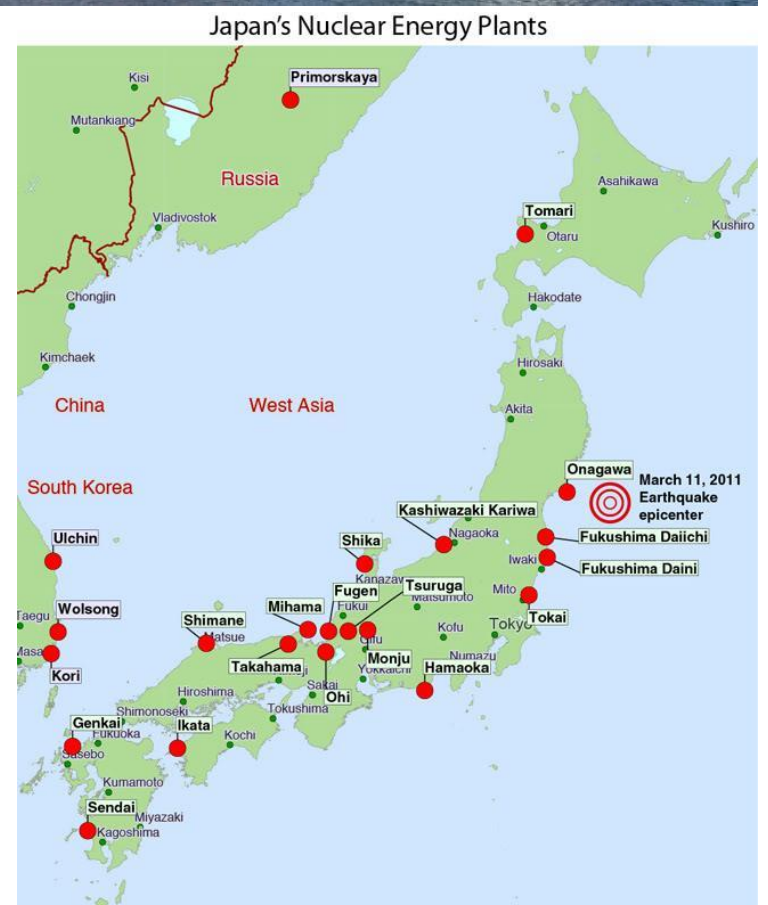 Japan's Nuclear Energy Plants
Kisi
Primorskaya
Mutankiang
Russia
Asahikawa
Vladivostok
Tomari
Otaru
Kushiro
Chongjin
Hakodate
Kimchaek
Hirosaki
China
West Asia
Akita
South Korea
Onagawa
March 11, 2011
Earthquake
epicenter
Kashiwazaki Kariwa
Nagaoka
Ulchin
Shika
Fukushima Daiichi
Iwaki
Fukushima Daini
Kanazaw
Fugen
Tsuruga
Matsumoto
Mito
Tokai
Wolsong
Taegu
Shimane
Mihama
Fukui
Matsue
Kofu
Tokyo
Masa
Kori
Takahama
Gifu
Monju
Numazu
Yokkaichi
Hamaoka
Ohi
Sakai
Hiroshima
Tokushima
Shimonoseki
Genkai
Fukuoka
Ikata
Kochi
Sasebo
Kumamoto
Sendai
Miyazaki
Kagoshima